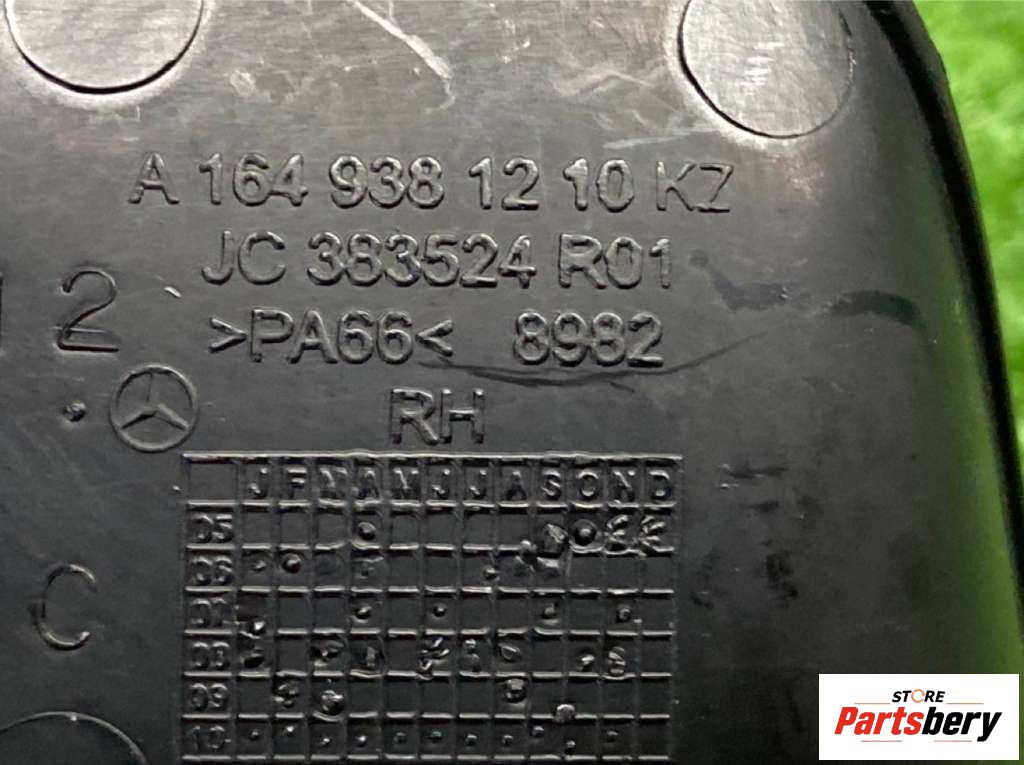 A 164 938 12 10 KZ
JC 383524 R01
12
>PA66< 8982
RH
J F M A M J J A S O N D
05
06
07
C
08
09
10
STORE
Partsbery